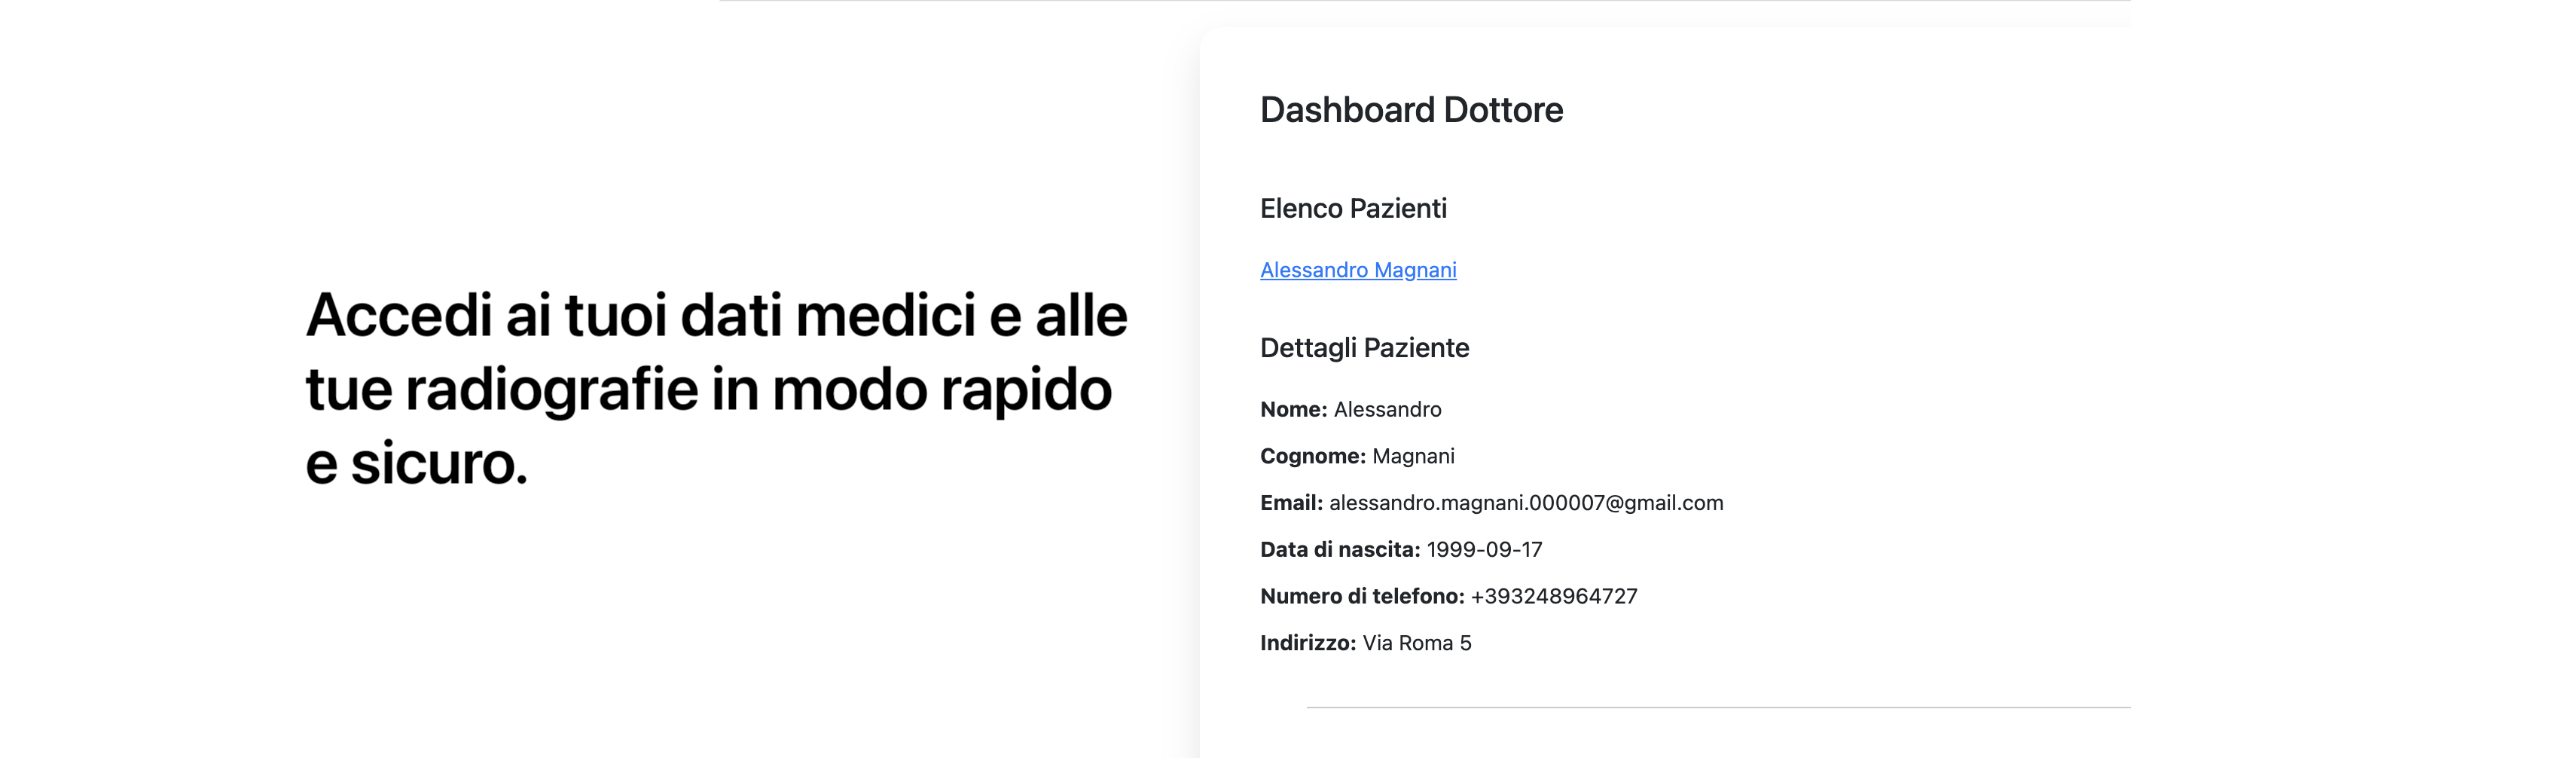 Accedi ai tuoi dati medici e alle
tue radiografie in modo rapido
e sicuro.
Dashboard Dottore
Elenco Pazienti
Alessandro Magnani
Dettagli Paziente
Nome: Alessandro
Cognome: Magnani
Email: alessandro.magnani.000007@gmail.com
Data di nascita: 1999-09-17
Numero di telefono: +393248964727
Indirizzo: Via Roma 5